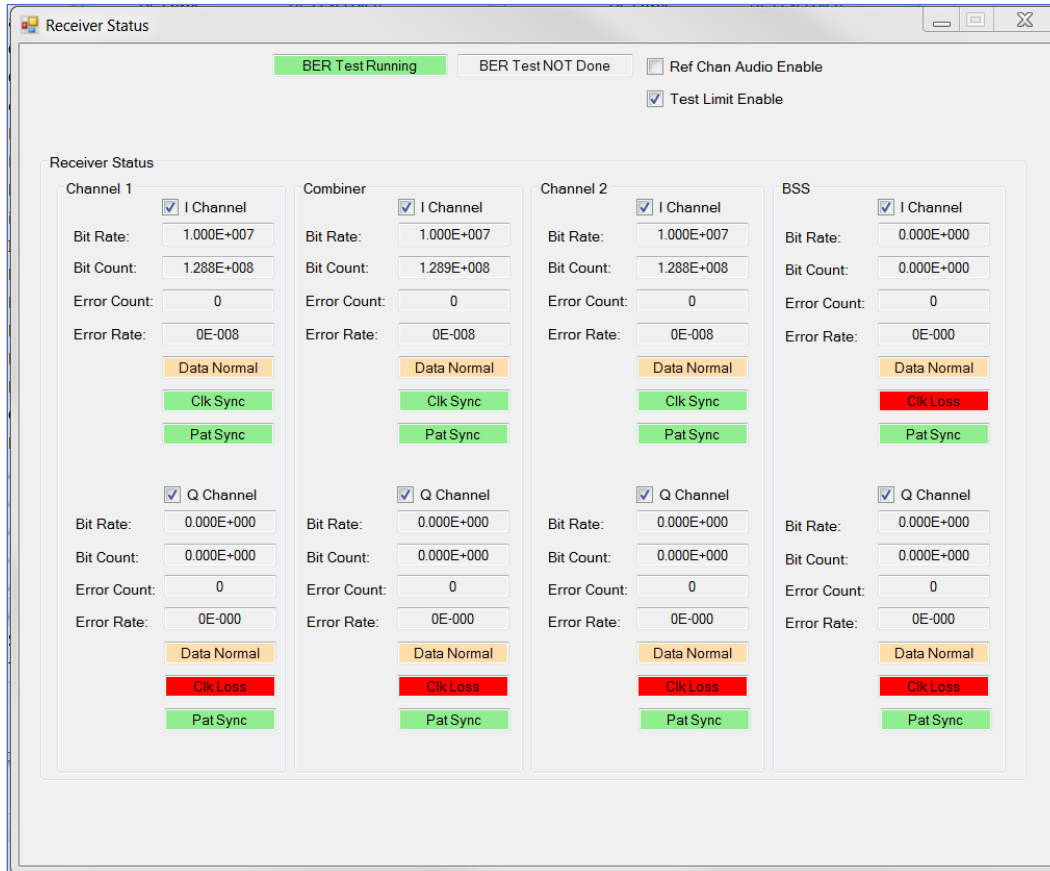 Receiver Status
BER Test Running BER Test NOT Done Ref Chan Audio Enable
Test Limit Enable
Receiver Status
Channel 1
I Channel
Bit Rate: 1.000E+007
Bit Count: 1.288E+008
Error Count: 0
Error Rate: 0E-008
Data Normal
Clk Sync
Pat Sync
Q Channel
Bit Rate: 0.000E+000
Bit Count: 0.000E+000
Error Count: 0
Error Rate: 0E-000
Data Normal
Clk Loss
Pat Sync
Combiner
I Channel
Bit Rate: 1.000E+007
Bit Count: 1.289E+008
Error Count: 0
Error Rate: 0E-008
Data Normal
Clk Sync
Pat Sync
Q Channel
Bit Rate: 0.000E+000
Bit Count: 0.000E+000
Error Count: 0
Error Rate: 0E-000
Data Normal
Clk Loss
Pat Sync
Channel 2
I Channel
Bit Rate: 1.000E+007
Bit Count: 1.288E+008
Error Count: 0
Error Rate: 0E-008
Data Normal
Clk Sync
Pat Sync
Q Channel
Bit Rate: 0.000E+000
Bit Count: 0.000E+000
Error Count: 0
Error Rate: 0E-000
Data Normal
Clk Loss
Pat Sync
BSS
I Channel
Bit Rate: 0.000E+000
Bit Count: 0.000E+000
Error Count: 0
Error Rate: 0E-000
Data Normal
Clk Loss
Pat Sync
Q Channel
Bit Rate: 0.000E+000
Bit Count: 0.000E+000
Error Count: 0
Error Rate: 0E-000
Data Normal
Clk Loss
Pat Sync